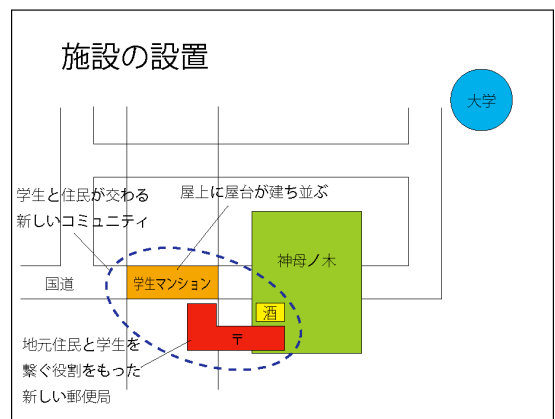 施設の設置
大学
学生と住民が交わる
新しいコミュニティ
屋上に屋台が建ち並ぶ
神母ノ木
国道
学生マンション
酒
〒
地元住民と学生を
繋ぐ役割をもった
新しい郵便局